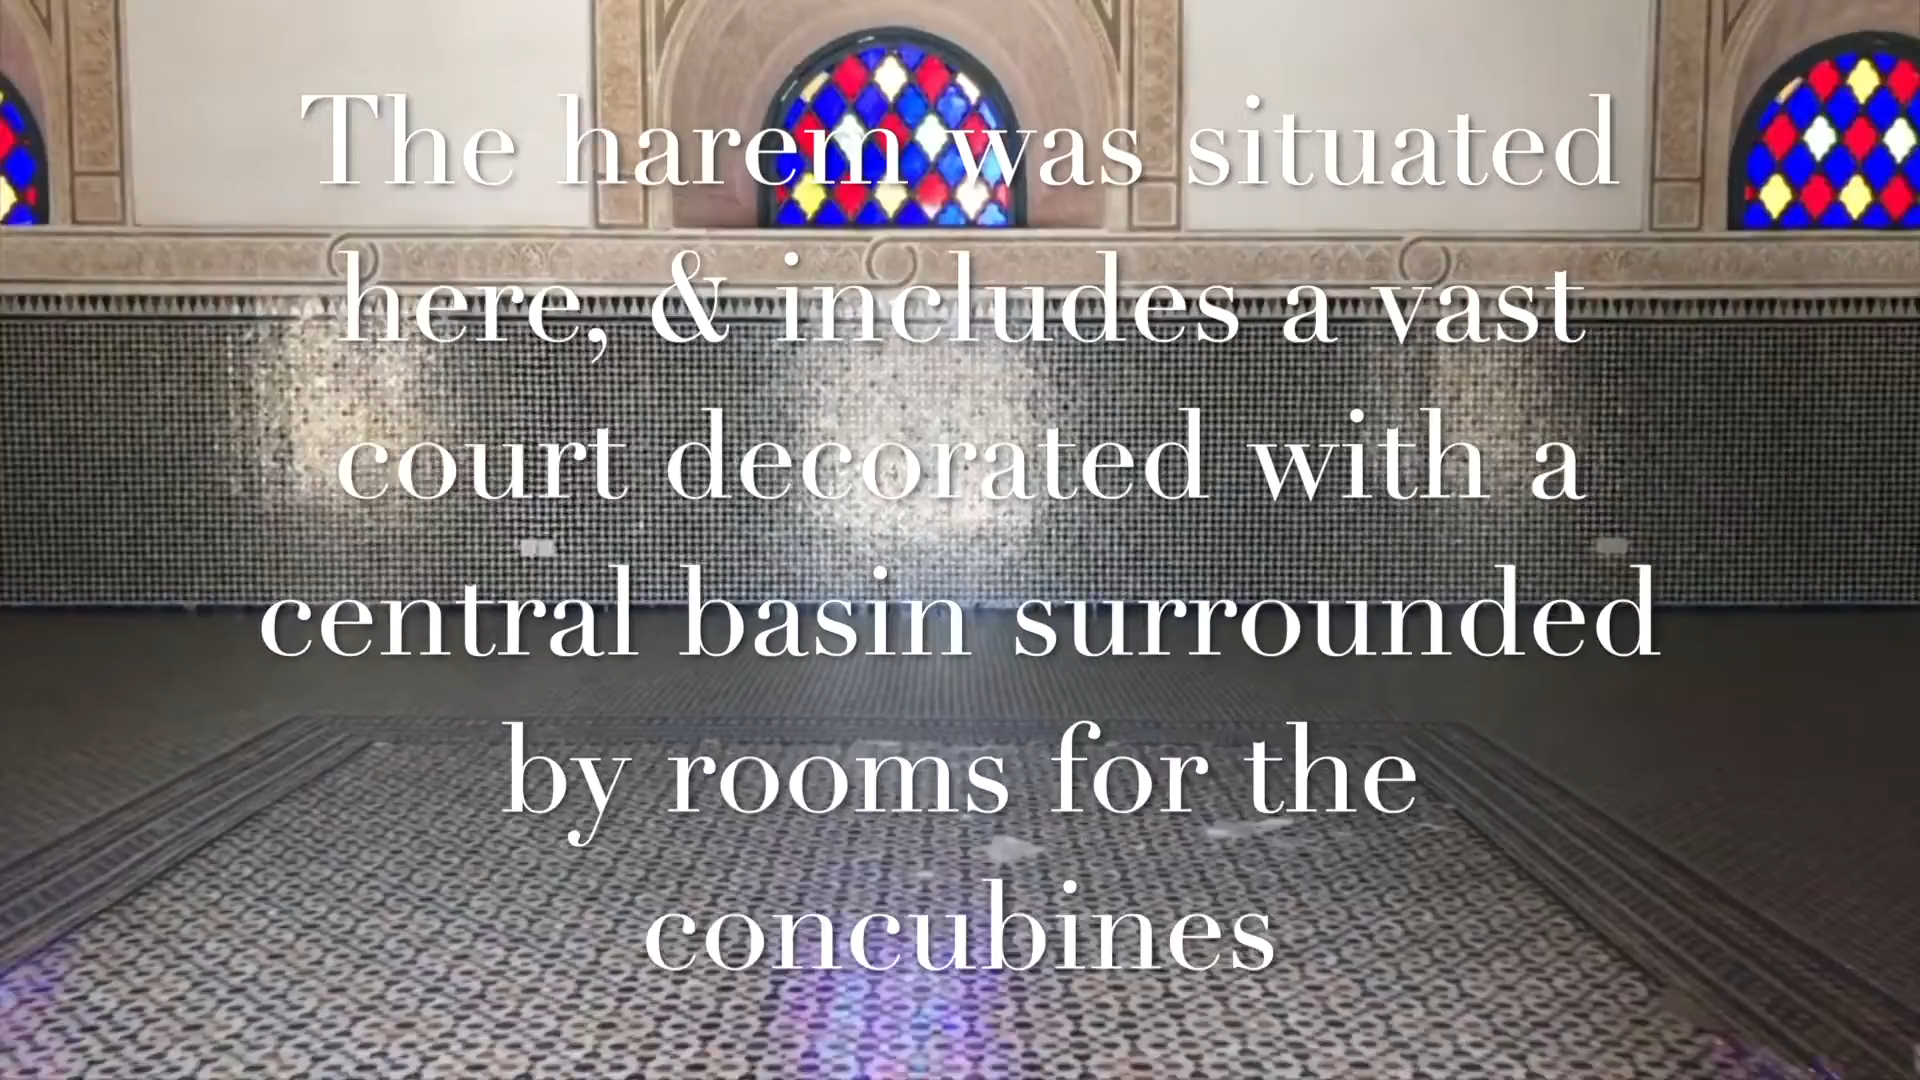 The harem was situated
here, & includes a vast
court decorated with a
central basin surrounded
by rooms for the
concubines